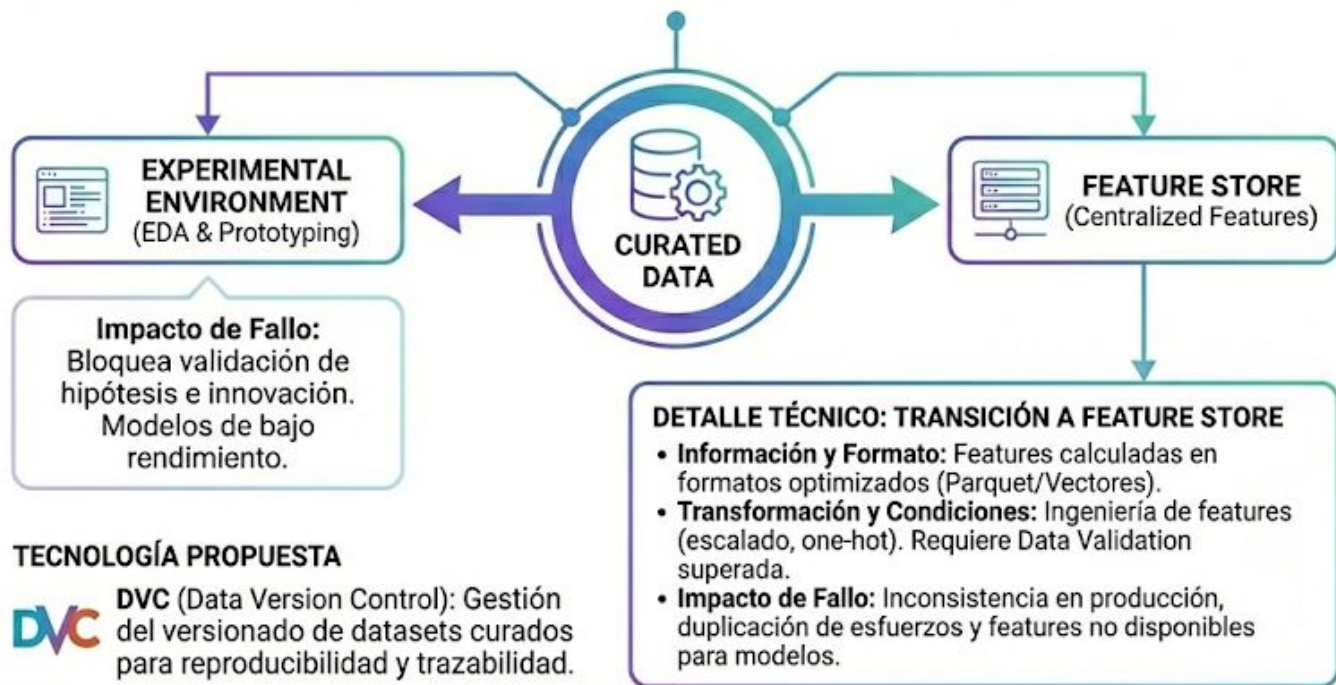 EXPERIMENTAL
ENVIRONMENT
(EDA & Prototyping)
CURATED
DATA
FEATURE STORE
(Centralized Features)
Impacto de Fallo:
Bloquea validación de
hipótesis e innovación.
Modelos de bajo
rendimiento.
DETALLE TÉCNICO: TRANSICIÓN A FEATURE STORE
• Información y Formato: Features calculadas en
formatos optimizados (Parquet/Vectores).
• Transformación y Condiciones: Ingeniería de features
(escalado, one-hot). Requiere Data Validation
superada.
• Impacto de Fallo: Inconsistencia en producción,
duplicación de esfuerzos y features no disponibles
para modelos.
TECNOLOGÍA PROPUESTA
DVC
DVC (Data Version Control): Gestión
del versionado de datasets curados
para reproducibilidad y trazabilidad.